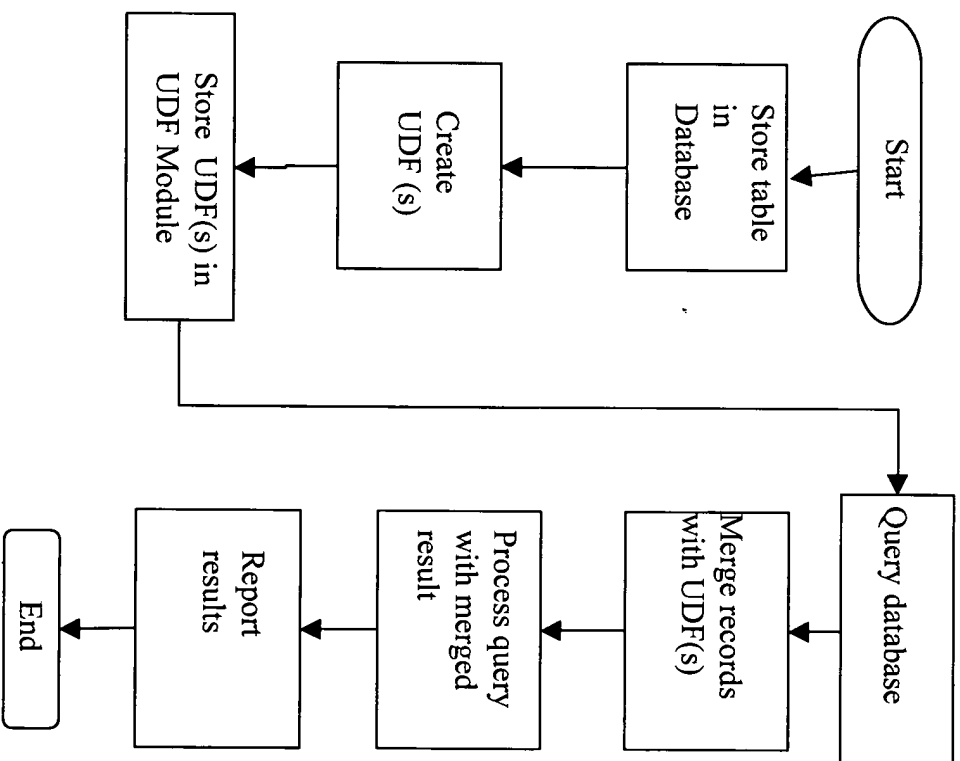 Start
Store table
in
Database
Create
UDF (s)
Store UDF(s) in
UDF Module
Query database
Merge records
with UDF(s)
Process query
with merged
result
Report
results
End